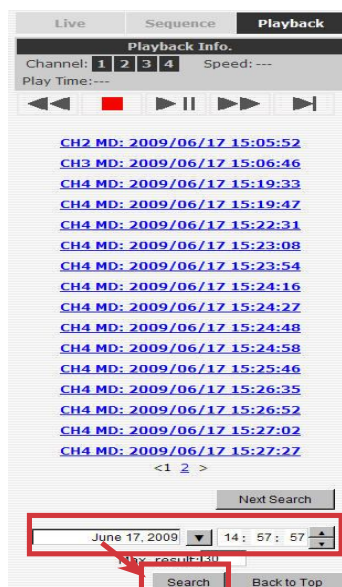 Live Sequence Playback
Playback Info.
Channel: 1 2 3 4 Speed: ---
Play Time:---
CH2 MD: 2009/06/17 15:05:52
CH3 MD: 2009/06/17 15:06:46
CH4 MD: 2009/06/17 15:19:33
CH4 MD: 2009/06/17 15:19:47
CH4 MD: 2009/06/17 15:22:31
CH4 MD: 2009/06/17 15:23:08
CH4 MD: 2009/06/17 15:23:54
CH4 MD: 2009/06/17 15:24:16
CH4 MD: 2009/06/17 15:24:27
CH4 MD: 2009/06/17 15:24:48
CH4 MD: 2009/06/17 15:24:58
CH4 MD: 2009/06/17 15:25:46
CH4 MD: 2009/06/17 15:26:35
CH4 MD: 2009/06/17 15:26:52
CH4 MD: 2009/06/17 15:27:02
CH4 MD: 2009/06/17 15:27:27
<1 2 >
Next Search
June 17, 2009 14: 57: 57
Max. result:30
Search Back to Top